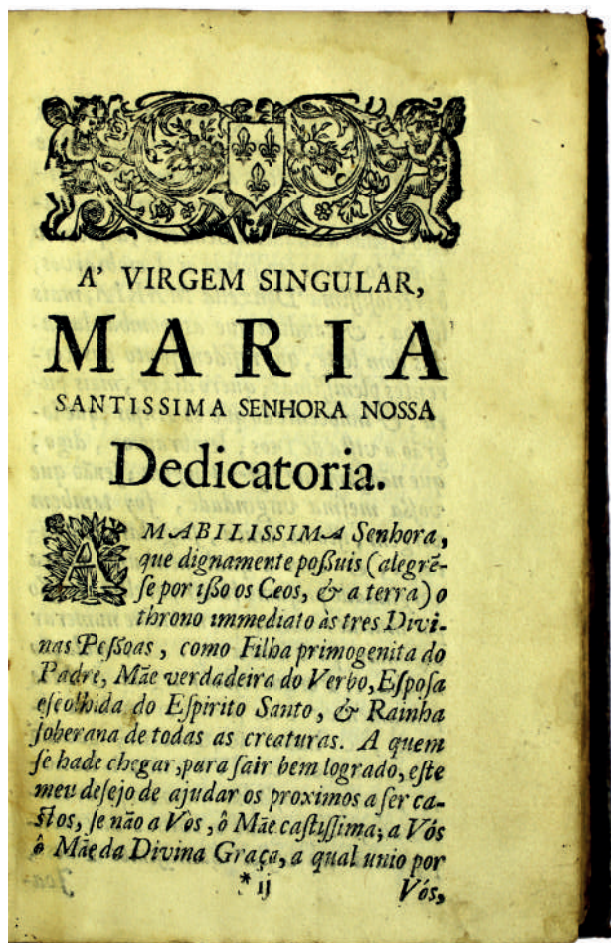 A' VIRGEM SINGULAR,
MARIA
SANTISSIMA SENHORA NOSSA
Dedicatoria.
AMABILISSIMA Senhora,
que dignamente poſſuis (alegrẽ-
ſe por iſſo os Ceos, & a terra) o
throno immediato às tres Divi-
nas Peſſoas, como Filha primogenita do
Padre, Mãe verdadeira do Verbo, Eſpoſa
eſcolhida do Eſpirito Santo, & Rainha
ſoberana de todas as creaturas. A quem
ſe hade chegar, para ſair bem logrado, eſte
meu deſejo de ajudar os proximos a ſer ca-
ſtos, ſe não a Vòs, ô Mãe caſtiſſima; a Vós
ô Mãe da Divina Graça, a qual unio por
* ij
Vós,